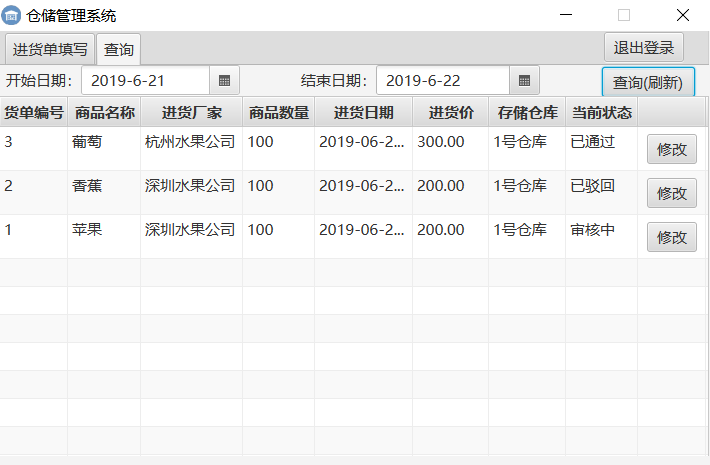 仓储管理系统
进货单填写 查询 退出登录
开始日期： 2019-6-21 结束日期： 2019-6-22 查询(刷新)
货单编号 商品名称 进货厂家 商品数量 进货日期 进货价 存储仓库 当前状态
3 葡萄 杭州水果公司 100 2019-06-2... 300.00 1号仓库 已通过 修改
2 香蕉 深圳水果公司 100 2019-06-2... 200.00 1号仓库 已驳回 修改
1 苹果 深圳水果公司 100 2019-06-2... 200.00 1号仓库 审核中 修改